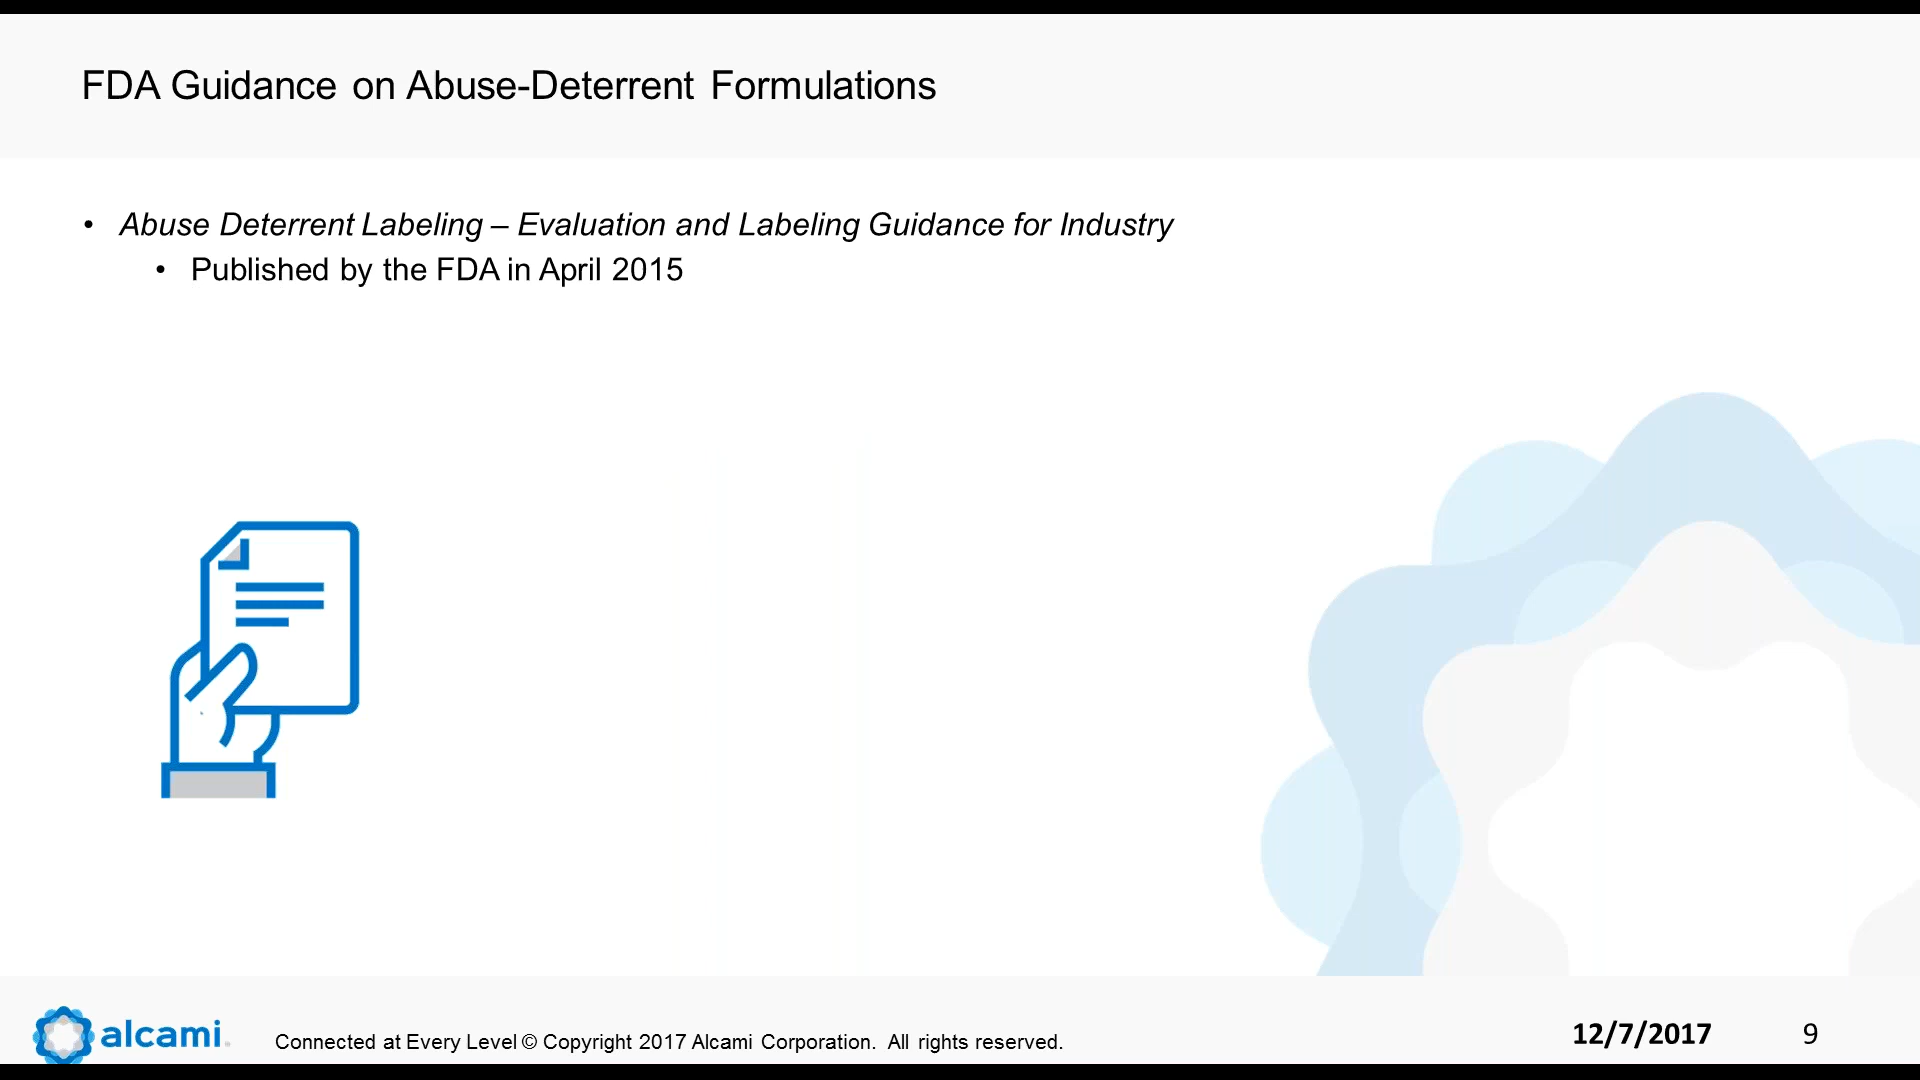 FDA Guidance on Abuse-Deterrent Formulations
• Abuse Deterrent Labeling – Evaluation and Labeling Guidance for Industry
• Published by the FDA in April 2015
alcami
Connected at Every Level © Copyright 2017 Alcami Corporation. All rights reserved.
12/7/2017
9